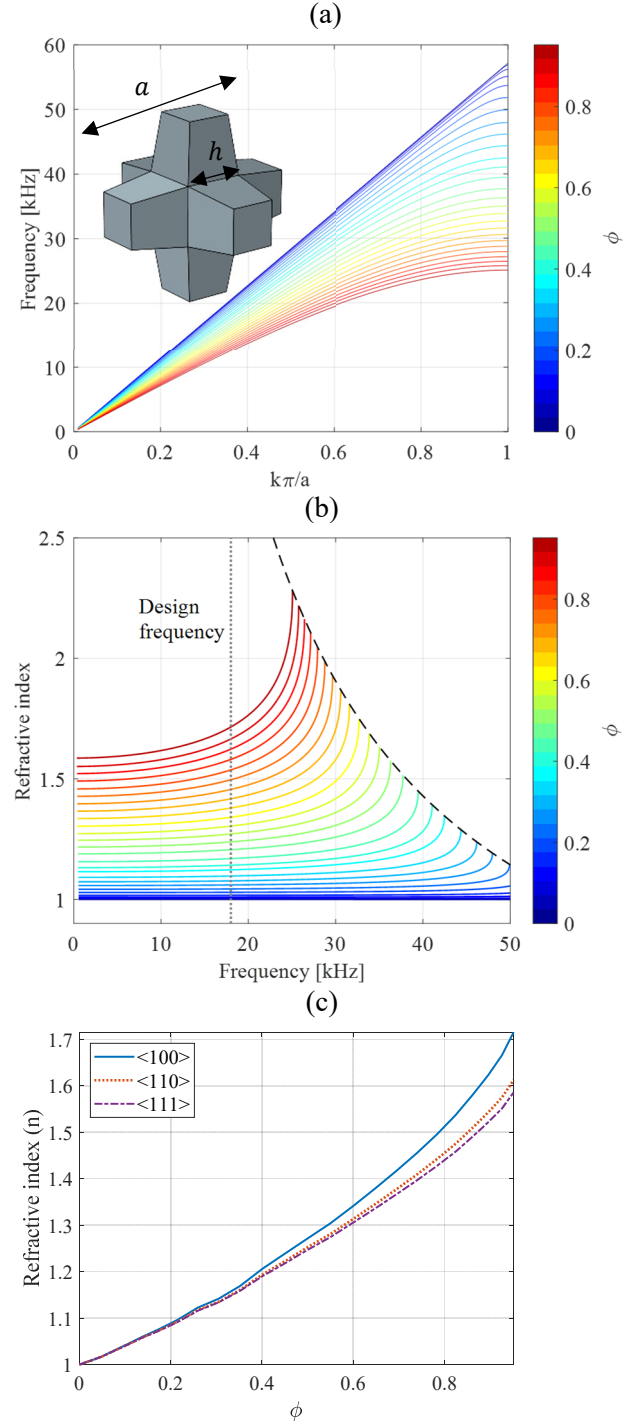 (a)
Frequency [kHz]
60
50
40
30
20
10
0
a
h
0 0.2 0.4 0.6 0.8 1
kπ/a
0.8
0.6
0.4
0.2
0
ϕ
(b)
Refractive index
2.5
2
1.5
1
Design
frequency
0 10 20 30 40 50
Frequency [kHz]
0.8
0.6
0.4
0.2
0
ϕ
(c)
Refractive index (n)
1.7
1.6
1.5
1.4
1.3
1.2
1.1
1
<100>
<110>
<111>
0 0.2 0.4 0.6 0.8
ϕ